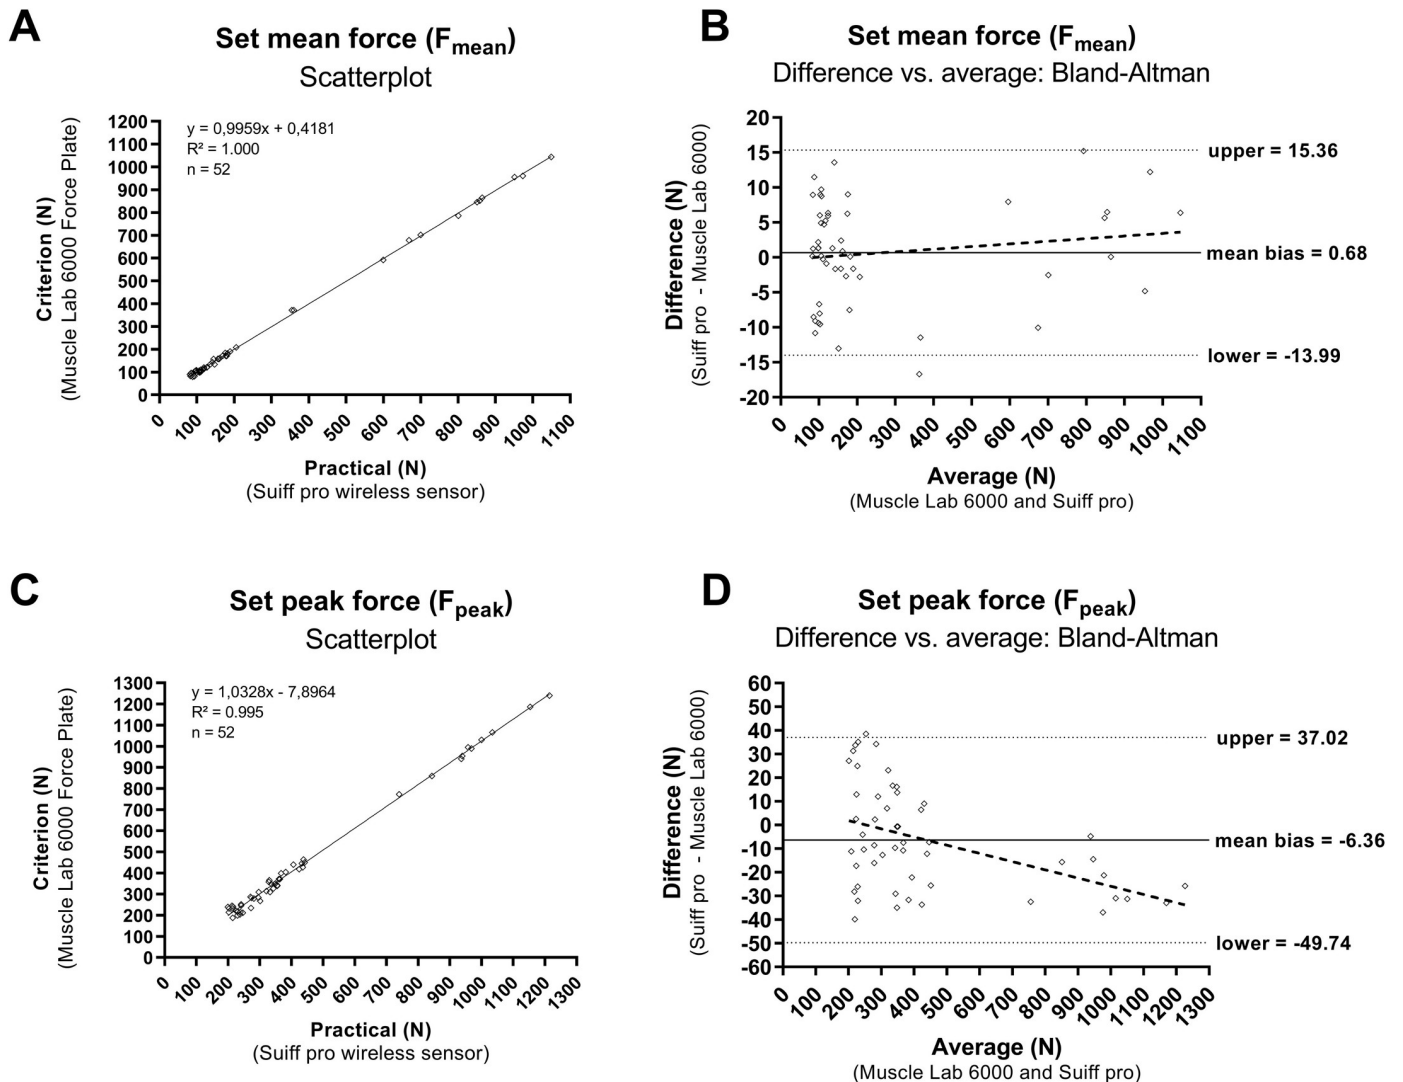 A
Set mean force (Fmean)
Scatterplot
y = 0,9959x + 0,4181
R² = 1.000
n = 52
Criterion (N)
(Muscle Lab 6000 Force Plate)
1200
1100
1000
900
800
700
600
500
400
300
200
100
0
0 100 200 300 400 500 600 700 800 900 1000 1100
Practical (N)
(Suiff pro wireless sensor)
B
Set mean force (Fmean)
Difference vs. average: Bland-Altman
Difference (N)
(Suiff pro - Muscle Lab 6000)
20
15
10
5
0
-5
-10
-15
-20
upper = 15.36
mean bias = 0.68
lower = -13.99
0 100 200 300 400 500 600 700 800 900 1000 1100
Average (N)
(Muscle Lab 6000 and Suiff pro)
C
Set peak force (Fpeak)
Scatterplot
y = 1,0328x - 7,8964
R² = 0.995
n = 52
Criterion (N)
(Muscle Lab 6000 Force Plate)
1300
1200
1100
1000
900
800
700
600
500
400
300
200
100
0
0 100 200 300 400 500 600 700 800 900 1000 1100 1200 1300
Practical (N)
(Suiff pro wireless sensor)
D
Set peak force (Fpeak)
Difference vs. average: Bland-Altman
Difference (N)
(Suiff pro - Muscle Lab 6000)
60
50
40
30
20
10
0
-10
-20
-30
-40
-50
-60
upper = 37.02
mean bias = -6.36
lower = -49.74
0 100 200 300 400 500 600 700 800 900 1000 1100 1200 1300
Average (N)
(Muscle Lab 6000 and Suiff pro)